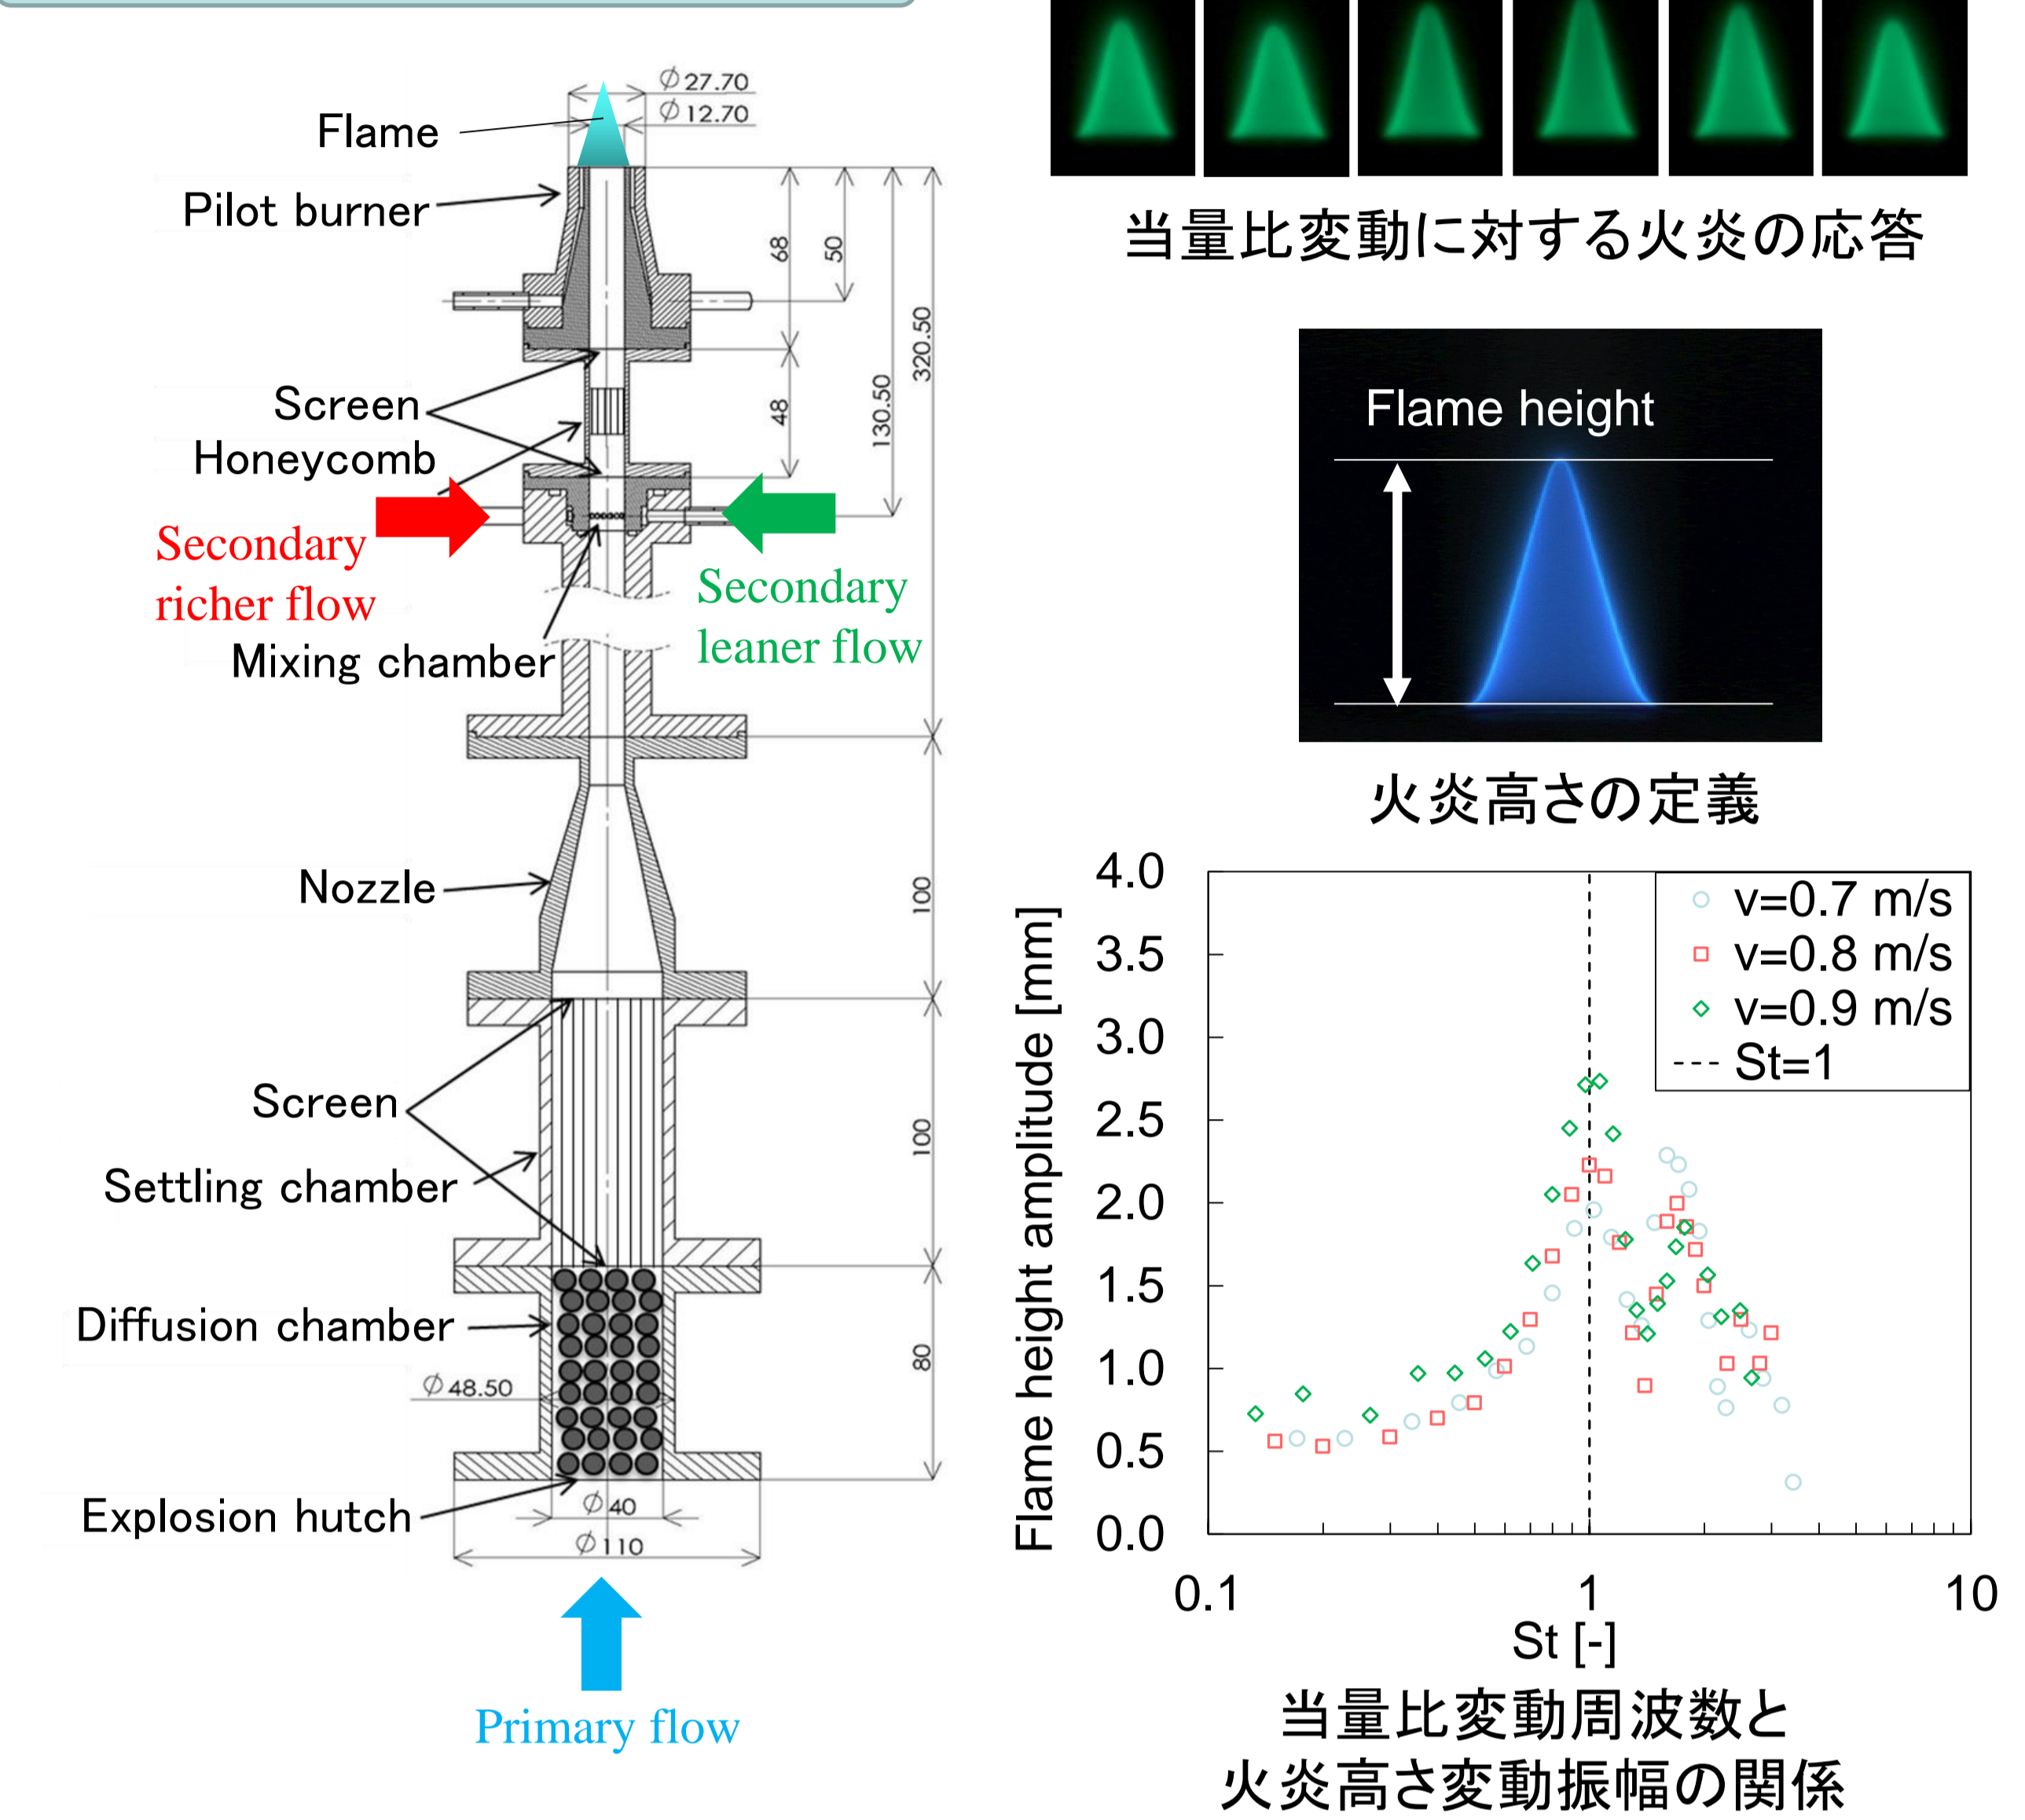 Φ27.70
Φ12.70
Flame
Pilot burner
68
50
320.50
130.50
48
Screen
Honeycomb
Secondary
richer flow
Secondary
leaner flow
Mixing chamber
Nozzle
100
Screen
Settling chamber
100
Diffusion chamber
80
Φ48.50
Explosion hutch
Φ40
Φ110
Primary flow
当量比変動に対する火炎の応答
Flame height
火炎高さの定義
Flame height amplitude [mm]
4.0
3.5
3.0
2.5
2.0
1.5
1.0
0.5
0.0
v=0.7 m/s
v=0.8 m/s
v=0.9 m/s
St=1
0.1
1
10
St [-]
当量比変動周波数と
火炎高さ変動振幅の関係